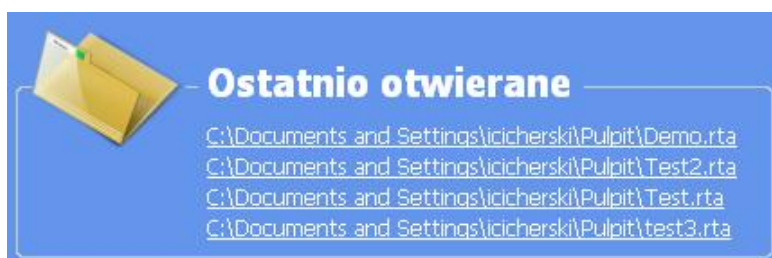 Ostatnio otwierane
C:\Documents and Settings\icicherski\Pulpit\Demo.rta
C:\Documents and Settings\icicherski\Pulpit\Test2.rta
C:\Documents and Settings\icicherski\Pulpit\Test.rta
C:\Documents and Settings\icicherski\Pulpit\test3.rta